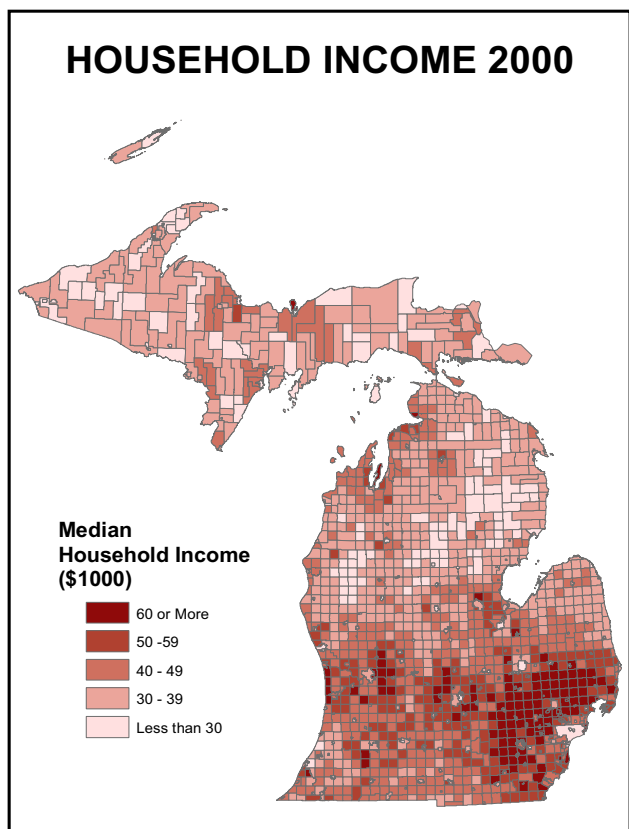 HOUSEHOLD INCOME 2000
Median
Household Income
($1000)
60 or More
50 -59
40 - 49
30 - 39
Less than 30